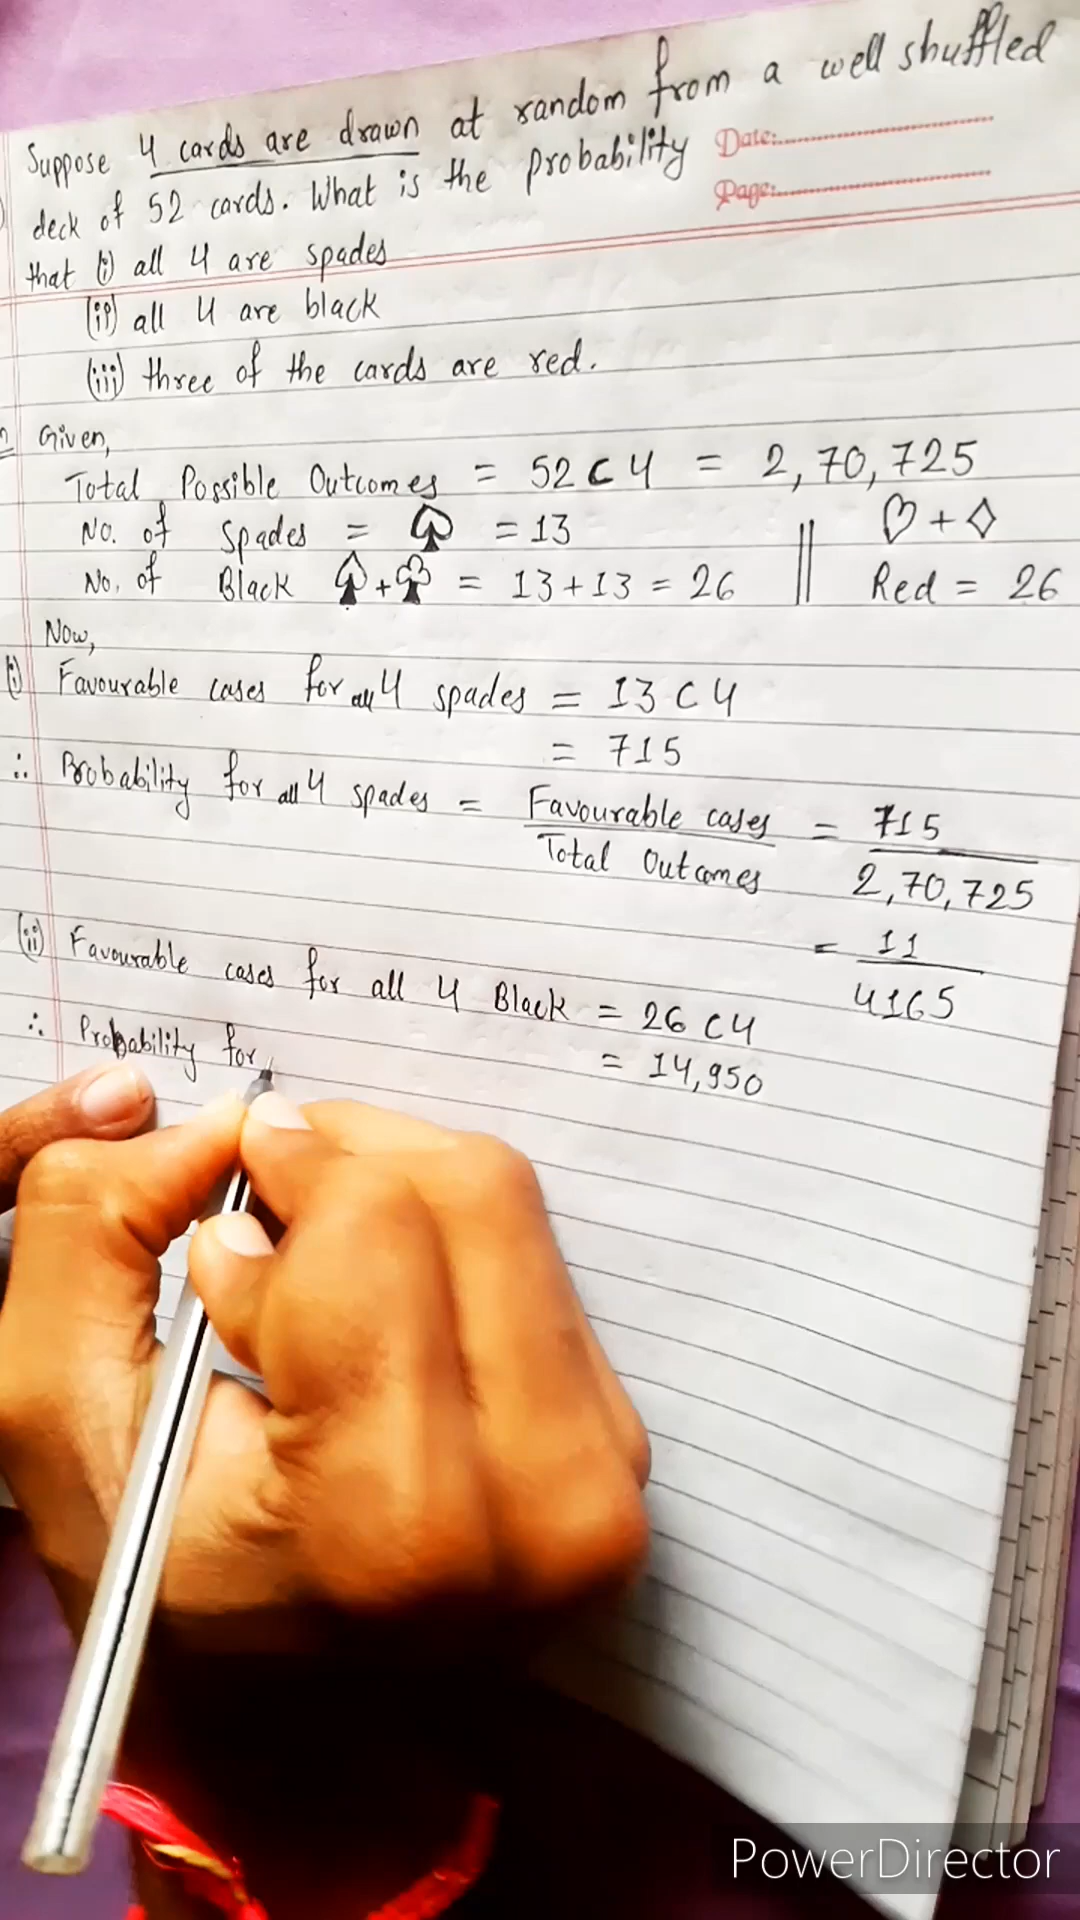 Suppose 4 cards are drawn at random from a well shuffled
deck of 52 cards. What is the probability
Date:
Page:
that (i) all 4 are spades
(ii) all 4 are black
(iii) three of the cards are red.
Given,
Total Possible Outcomes = 52C4 = 2,70,725
No. of Spades = ♠ = 13
♡ + ◇
No. of Black ♠ + ♣ = 13+13 = 26
Red = 26
Now,
(i) Favourable cases for all 4 spades = 13C4
= 715
∴ Probability for all 4 spades = Favourable cases = 715
Total Outcomes 2,70,725
= 11
4165
(ii) Favourable cases for all 4 Black = 26C4
= 14,950
∴ Probability for
PowerDirector